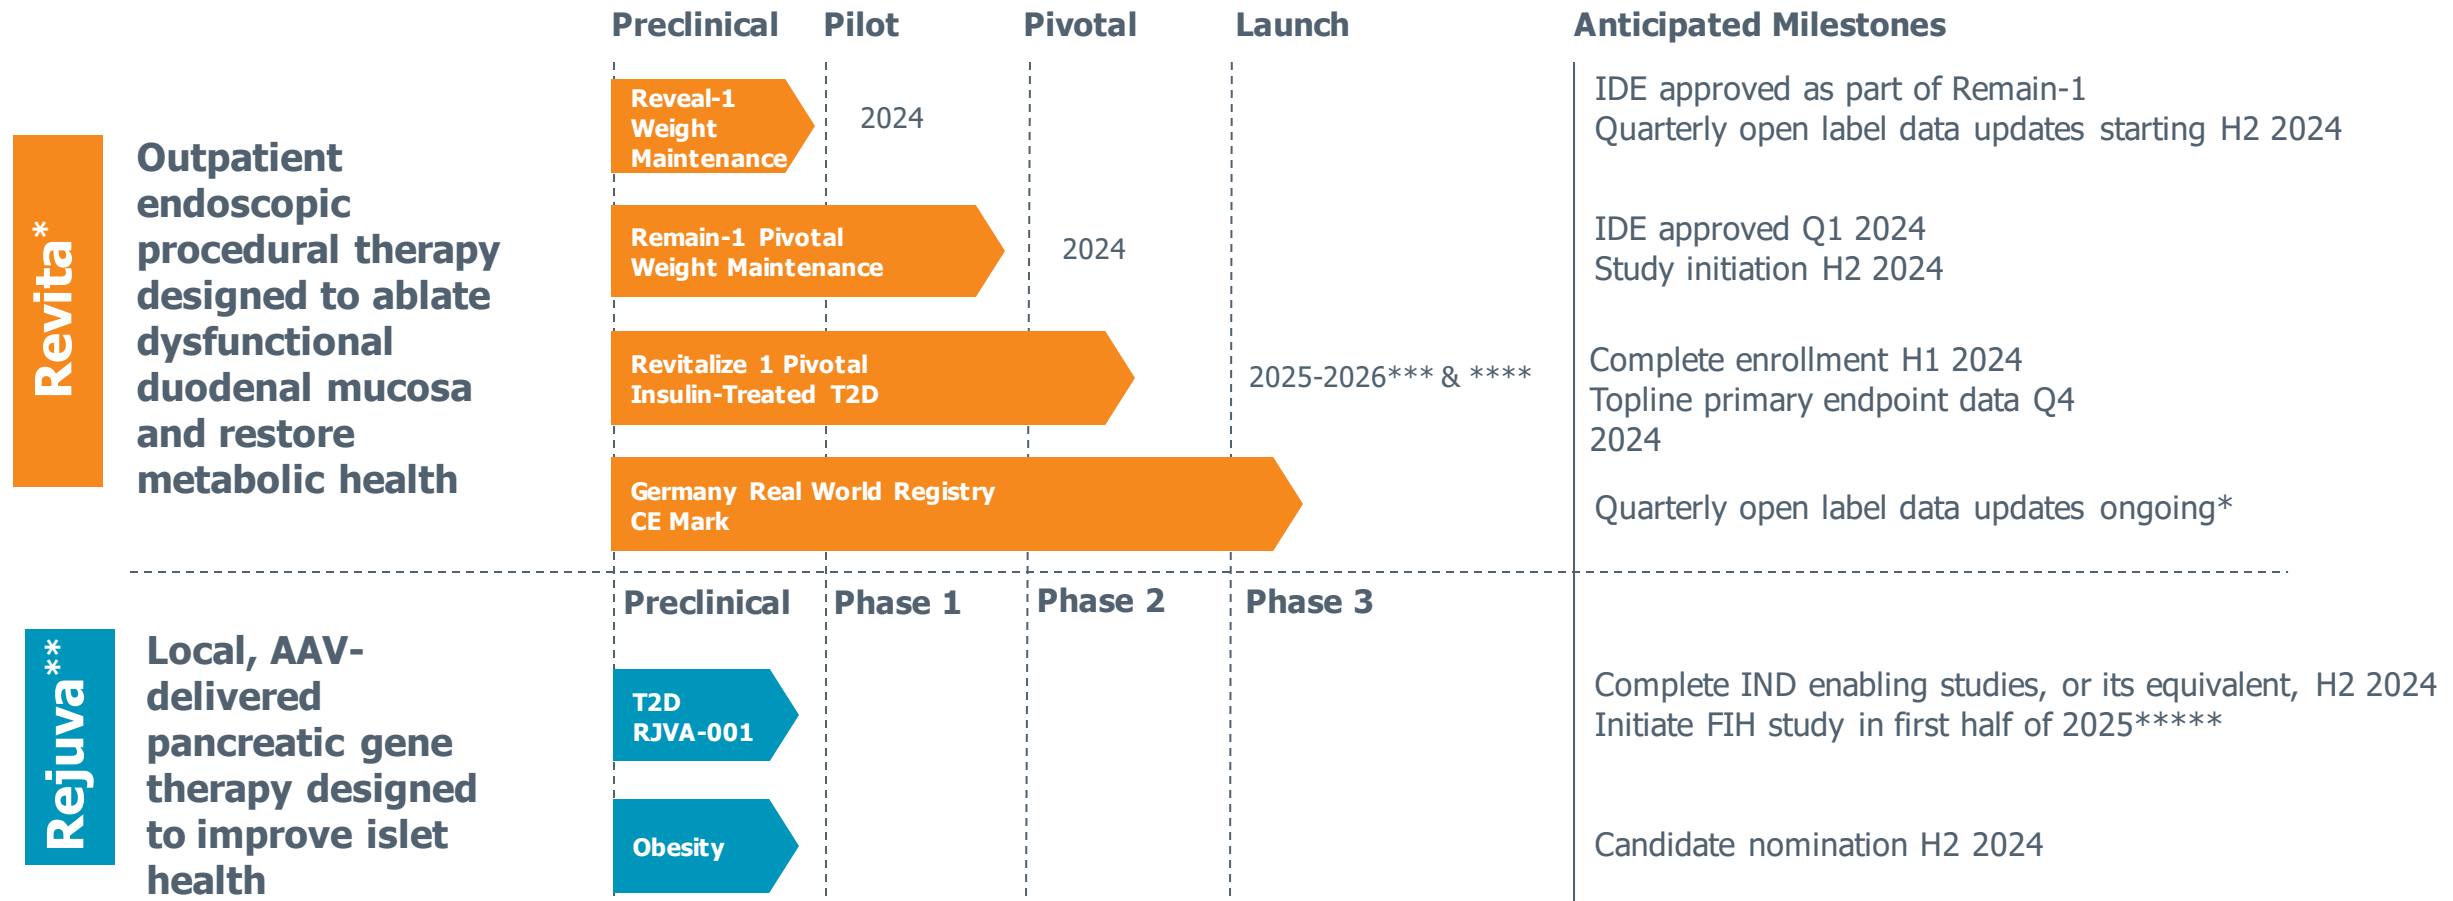 Preclinical Pilot Pivotal Launch Anticipated Milestones
Revita*
Outpatient
endoscopic
procedural therapy
designed to ablate
dysfunctional
duodenal mucosa
and restore
metabolic health
Reveal-1
Weight
Maintenance
2024
IDE approved as part of Remain-1
Quarterly open label data updates starting H2 2024
Remain-1 Pivotal
Weight Maintenance
2024
IDE approved Q1 2024
Study initiation H2 2024
Revitalize 1 Pivotal
Insulin-Treated T2D
2025-2026*** & ****
Complete enrollment H1 2024
Topline primary endpoint data Q4
2024
Germany Real World Registry
CE Mark
Quarterly open label data updates ongoing*
Preclinical Phase 1 Phase 2 Phase 3
Rejuva**
Local, AAV-
delivered
pancreatic gene
therapy designed
to improve islet
health
T2D
RJVA-001
Complete IND enabling studies, or its equivalent, H2 2024
Initiate FIH study in first half of 2025*****
Obesity
Candidate nomination H2 2024